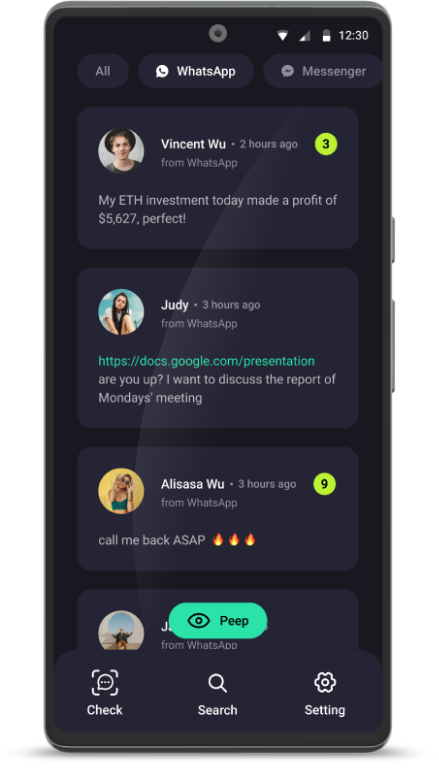 12:30
All
WhatsApp
Messenger
Vincent Wu • 2 hours ago
3
from WhatsApp
My ETH investment today made a profit of
$5,627, perfect!
Judy • 3 hours ago
from WhatsApp
https://docs.google.com/presentation
are you up? I want to discuss the report of
Mondays' meeting
Alisasa Wu • 3 hours ago
9
from WhatsApp
call me back ASAP 🔥🔥🔥
Peep
from WhatsApp
Check
Search
Setting